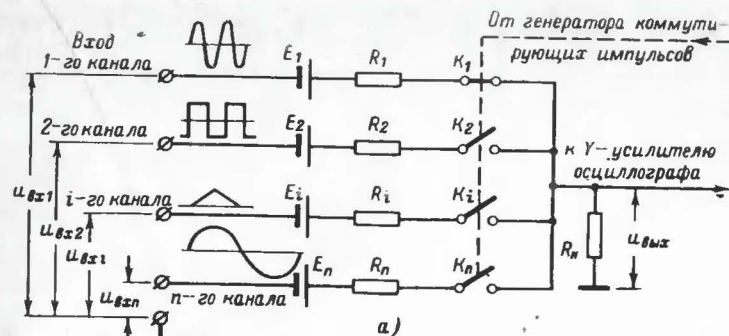 От генератора коммути-
рующих импульсов
Вход
1-го канала
E1
R1
K1
2-го канала
E2
R2
K2
к Y-усилителю
осциллографа
i-го канала
Ei
Ri
Ki
En
Rn
Kn
n-го канала
uвх1
uвх2
uвхi
uвхn
Rн
uвых
а)